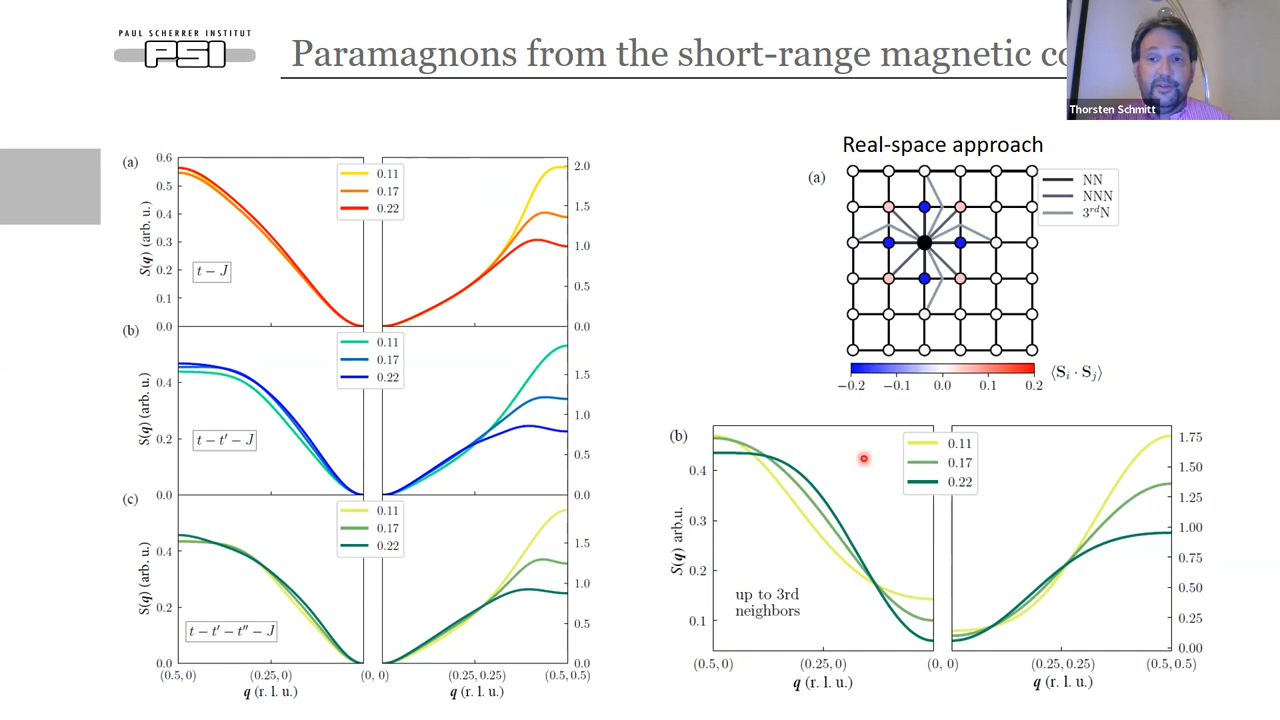 PAUL SCHERRER INSTITUT
PSI
Paramagnons from the short-range magnetic co
Thorsten Schmitt
(a)
0.6
0.5
0.4
0.3
0.2
0.1
0.0
S(q) (arb. u.)
t − J
0.11
0.17
0.22
2.0
1.5
1.0
0.5
0.0
(b)
0.4
0.2
0.0
S(q) (arb. u.)
t − t′ − J
0.11
0.17
0.22
1.5
1.0
0.5
0.0
(c)
0.4
0.2
0.0
S(q) (arb. u.)
t − t′ − t″ − J
0.11
0.17
0.22
1.5
1.0
0.5
0.0
(0.5, 0)
(0.25, 0)
(0, 0)
(0.25, 0.25)
(0.5, 0.5)
q (r. l. u.)
q (r. l. u.)
Real-space approach
(a)
NN
NNN
3rdN
−0.2
−0.1
0.0
0.1
0.2
⟨Si · Sj⟩
(b)
0.4
0.3
0.2
0.1
S(q) arb.u.
up to 3rd
neighbors
0.11
0.17
0.22
1.75
1.50
1.25
1.00
0.75
0.50
0.25
0.00
(0.5, 0)
(0.25, 0)
(0, 0)
(0.25, 0.25)
(0.5, 0.5)
q (r. l. u.)
q (r. l. u.)